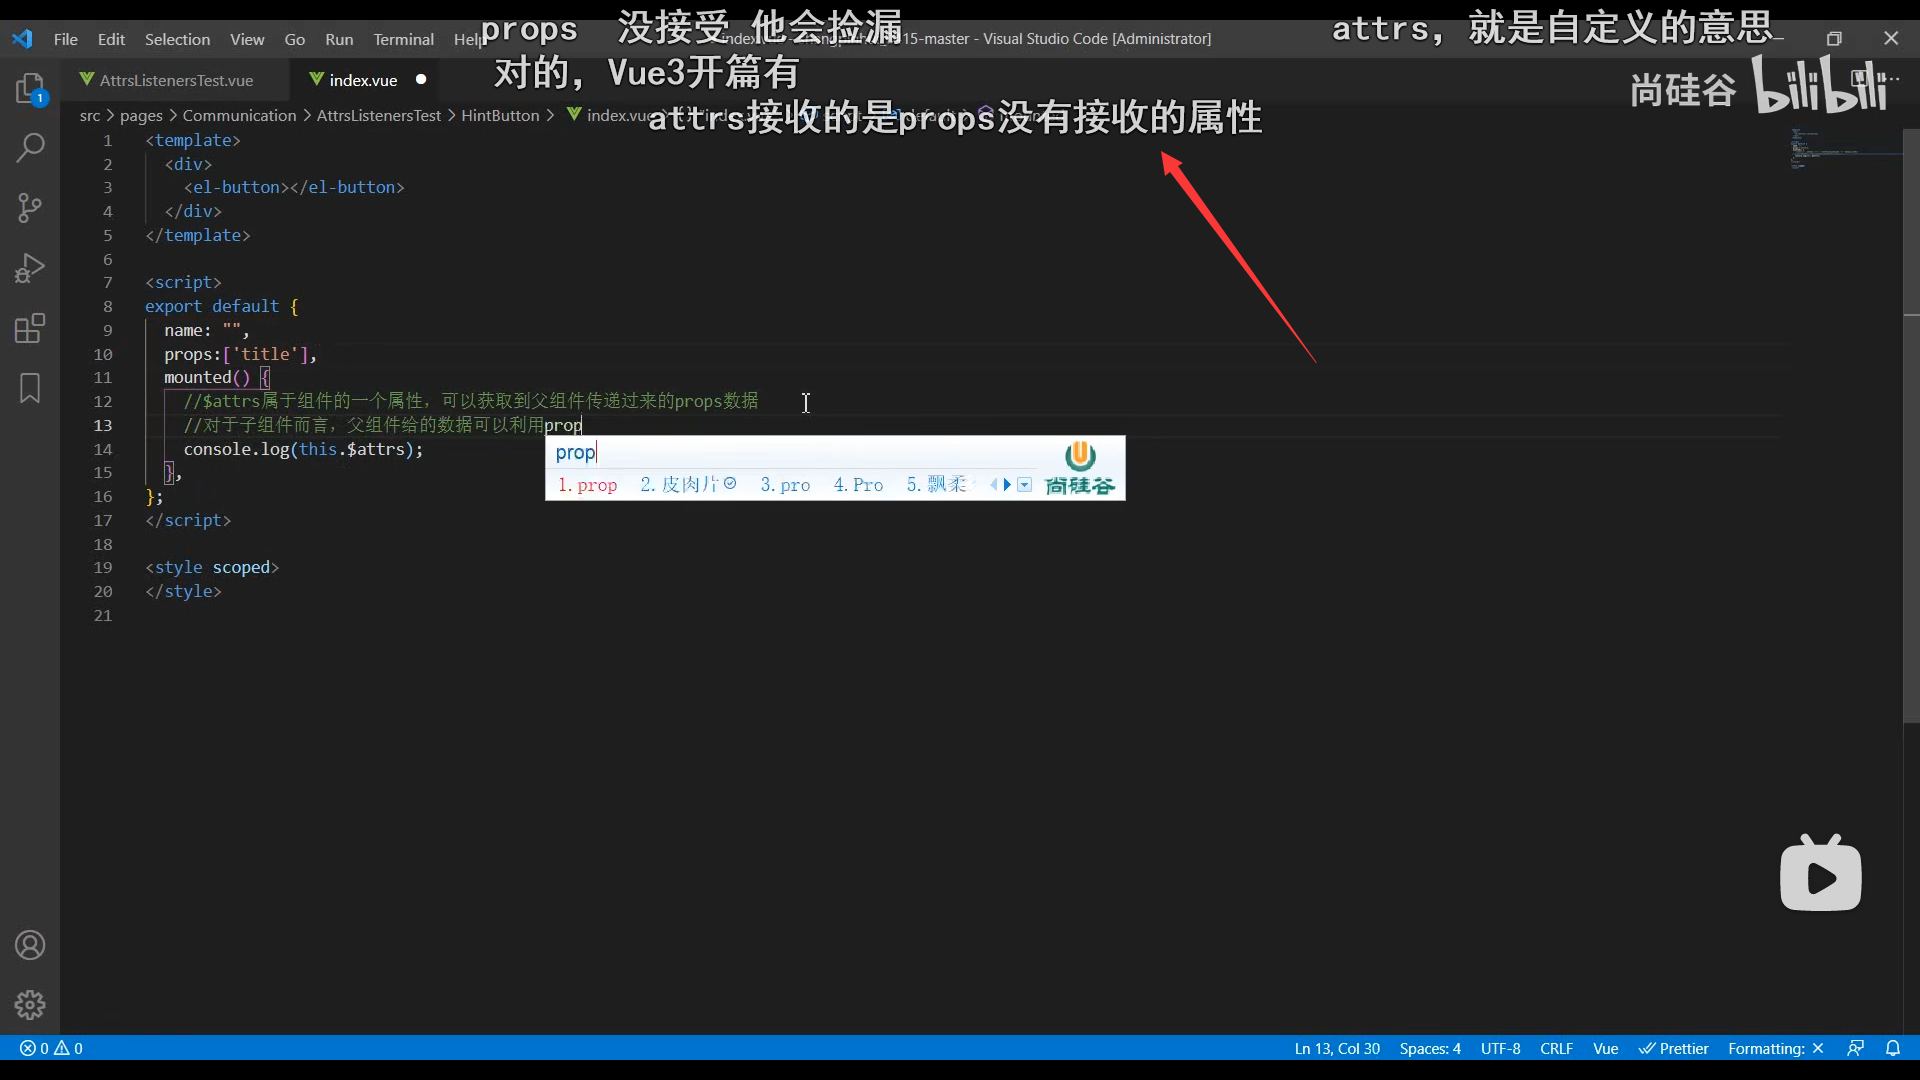 props 没接受 他会捡漏
attrs，就是自定义的意思
File Edit Selection View Go Run Terminal Help
15-master - Visual Studio Code [Administrator]
对的，Vue3开篇有
AttrsListenersTest.vue index.vue
尚硅谷 bilibili
attrs接收的是props没有接收的属性
src > pages > Communication > AttrsListenersTest > HintButton > index.vue
1 <template>
2 <div>
3 <el-button></el-button>
4 </div>
5 </template>
6
7 <script>
8 export default {
9 name: "",
10 props:['title'],
11 mounted() {
12 //$attrs属于组件的一个属性，可以获取到父组件传递过来的props数据
13 //对于子组件而言，父组件给的数据可以利用prop
14 console.log(this.$attrs);
15 },
16 };
17 </script>
18
19 <style scoped>
20 </style>
21
prop
1.prop 2.皮肉片 3.pro 4.Pro 5.飘柔
尚硅谷
1
0 0 Ln 13, Col 30 Spaces: 4 UTF-8 CRLF Vue Prettier Formatting: ×